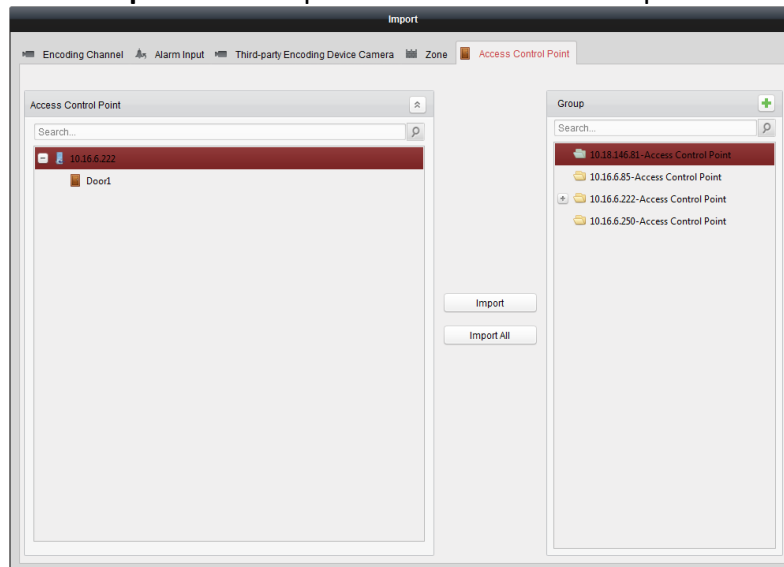 Import
Encoding Channel Alarm Input Third-party Encoding Device Camera Zone Access Control Point
Access Control Point
Search...
10.16.6.222
Door1
Import
Import All
Group
Search...
10.18.146.81-Access Control Point
10.16.6.85-Access Control Point
10.16.6.222-Access Control Point
10.16.6.250-Access Control Point